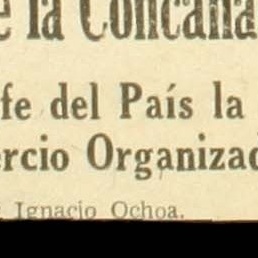 e la Concana
fe del País la
ercio Organizad
Ignacio Ochoa.